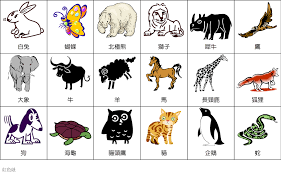 白兔 蝴蝶 北極熊 獅子 犀牛 鷹
大象 牛 羊 馬 長頸鹿 狐狸
狗 海龜 貓頭鷹 貓 企鵝 蛇